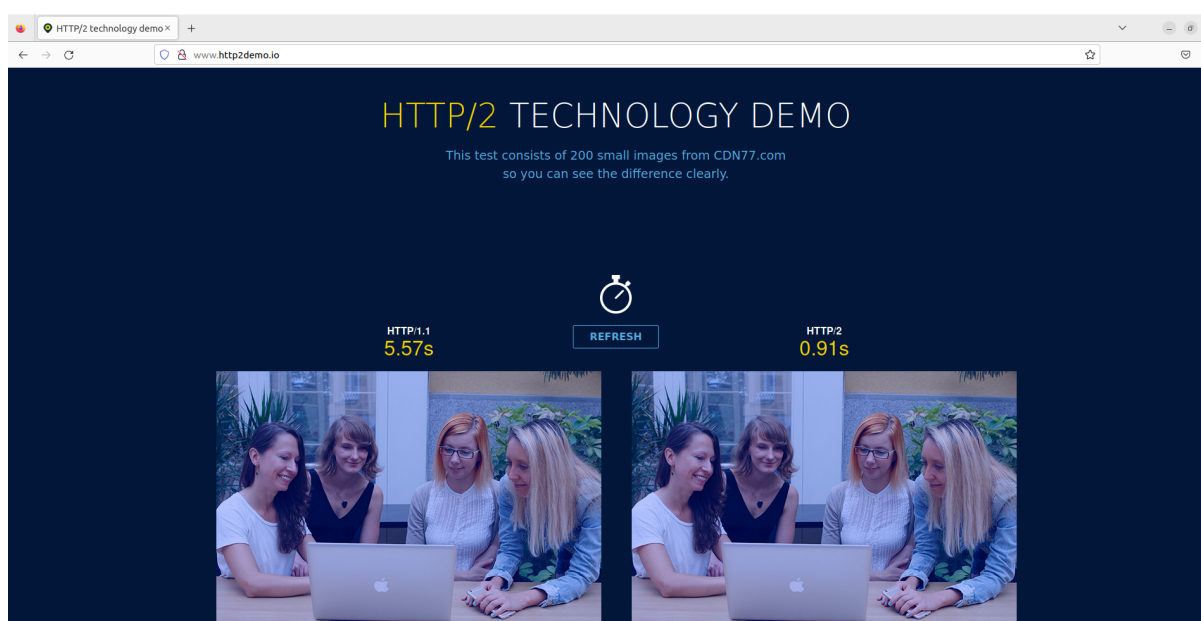 HTTP/2 technology demo
www.http2demo.io
HTTP/2 TECHNOLOGY DEMO
This test consists of 200 small images from CDN77.com
so you can see the difference clearly.
HTTP/1.1
5.57s
REFRESH
HTTP/2
0.91s